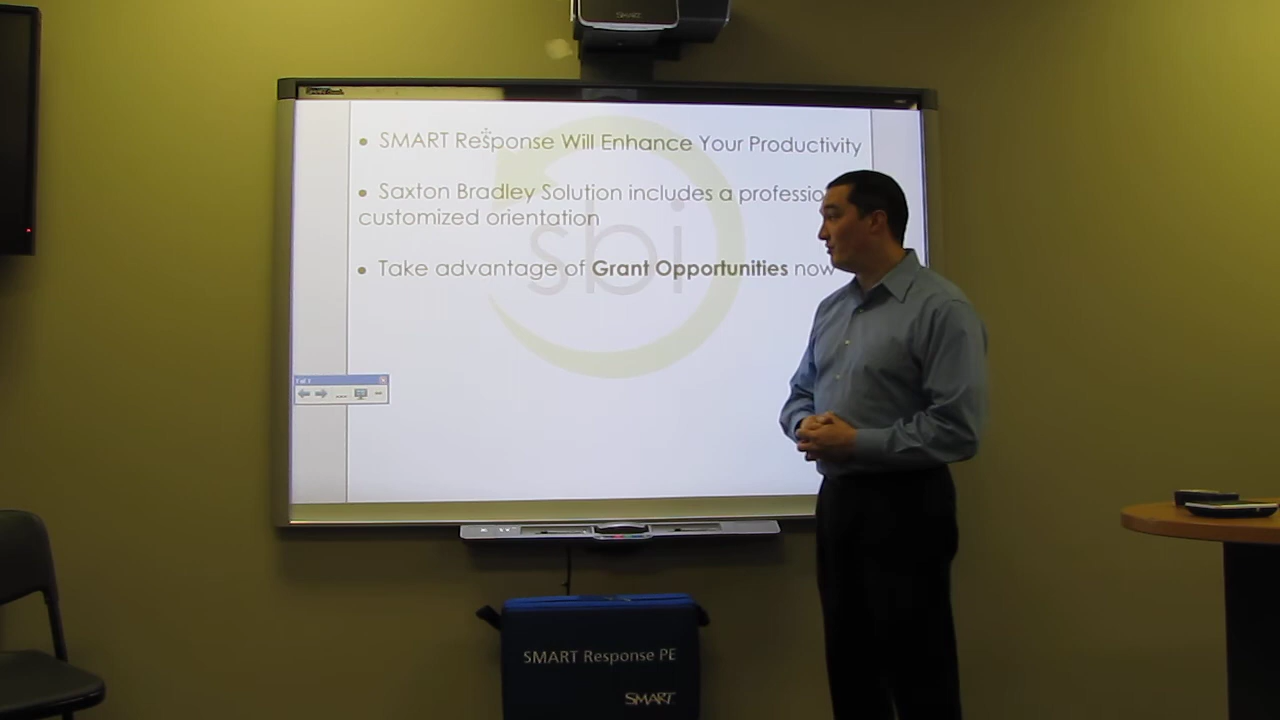 SMART
• SMART Response Will Enhance Your Productivity
• Saxton Bradley Solution includes a
customized orientation
• Take advantage of Grant Opportunities now
sbi
SMART Response PE
SMART